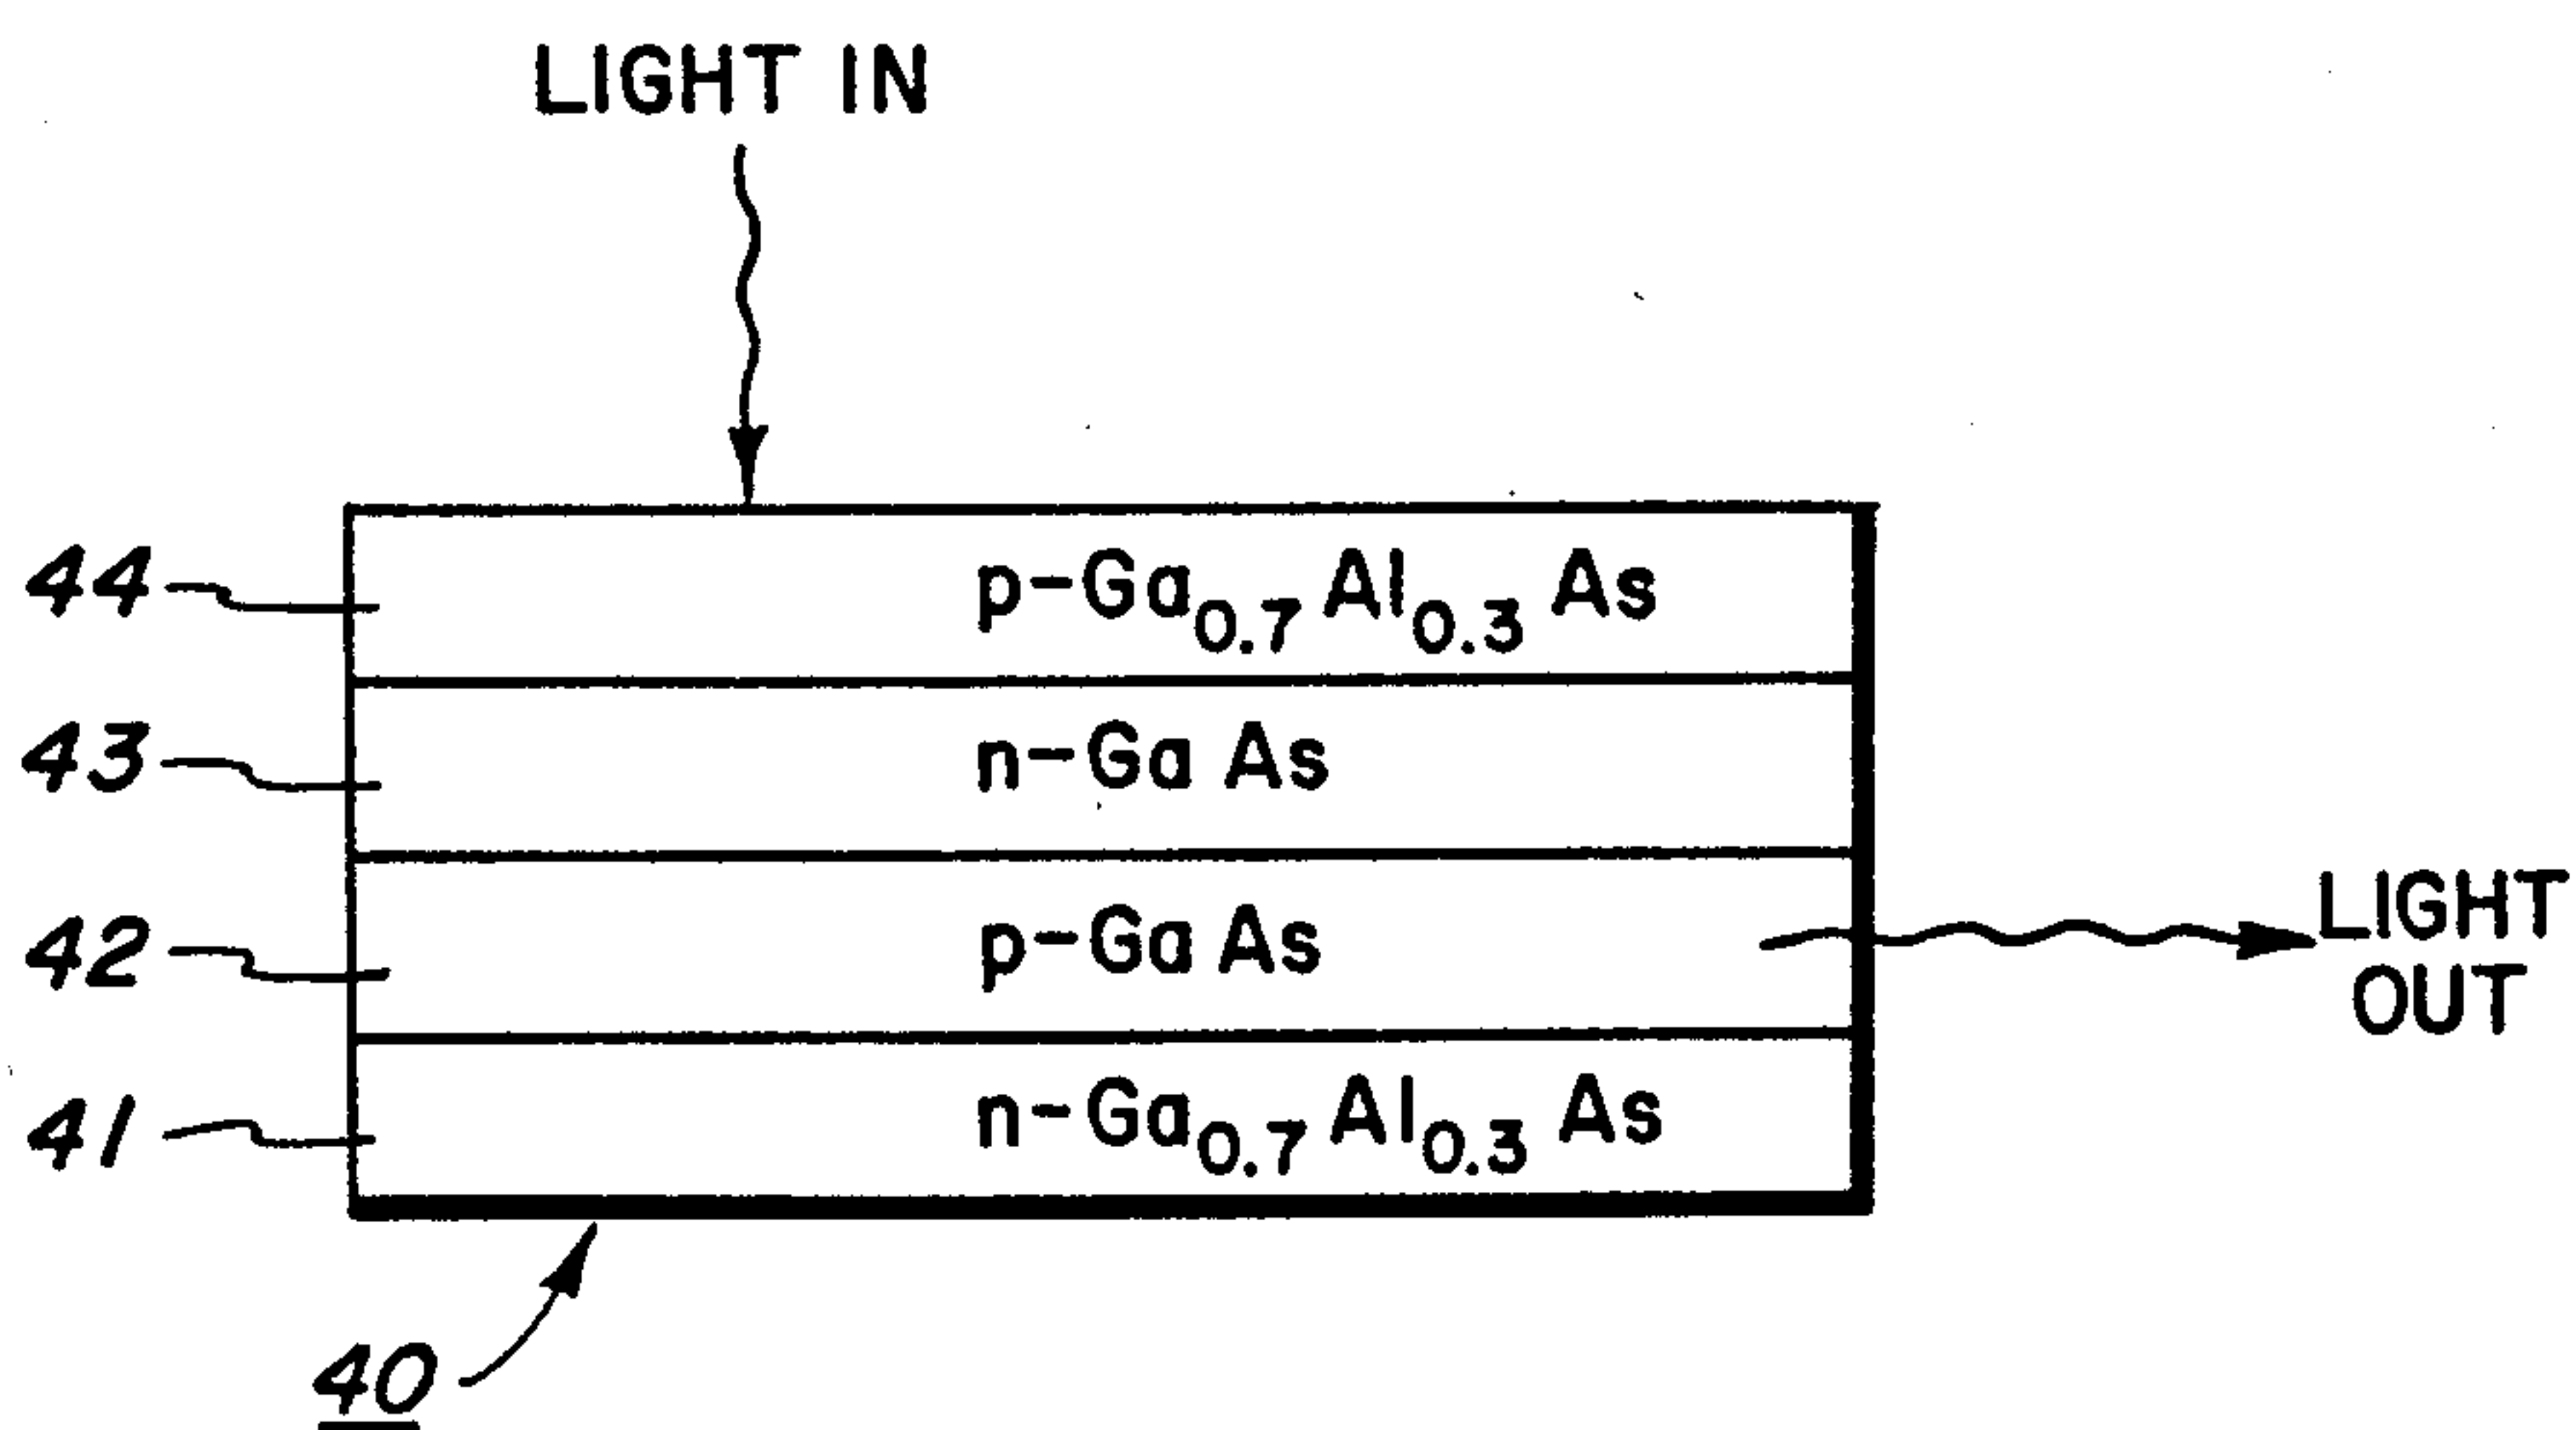 LIGHT IN
44
p-Ga0.7 Al0.3 As
43
n-Ga As
42
p-Ga As
LIGHT
OUT
41
n-Ga0.7 Al0.3 As
40